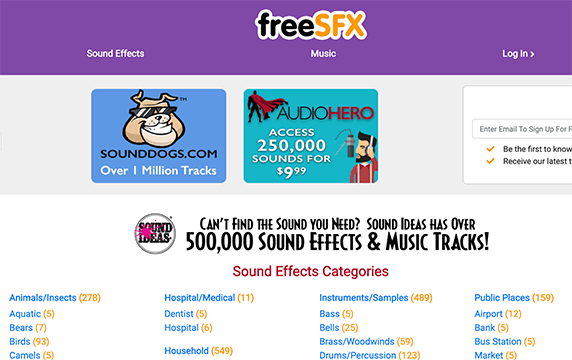 freeSFX
Sound Effects
Music
Log In >
SOUNDDOGS.COM
Over 1 Million Tracks
AUDIOHERO
ACCESS
250,000
SOUNDS FOR
$9.99
Enter Email To Sign Up For F
Be the first to know
Receive our latest t
SOUND
IDEAS
CAN'T FIND THE SOUND YOU NEED? SOUND IDEAS HAS OVER
500,000 SOUND EFFECTS & MUSIC TRACKS!
Sound Effects Categories
Animals/Insects (278)
Aquatic (5)
Bears (7)
Birds (93)
Camels (5)
Hospital/Medical (11)
Dentist (5)
Hospital (6)
Household (549)
Instruments/Samples (489)
Bass (5)
Bells (25)
Brass/Woodwinds (59)
Drums/Percussion (123)
Public Places (159)
Airport (12)
Bank (5)
Bus Station (5)
Market (5)